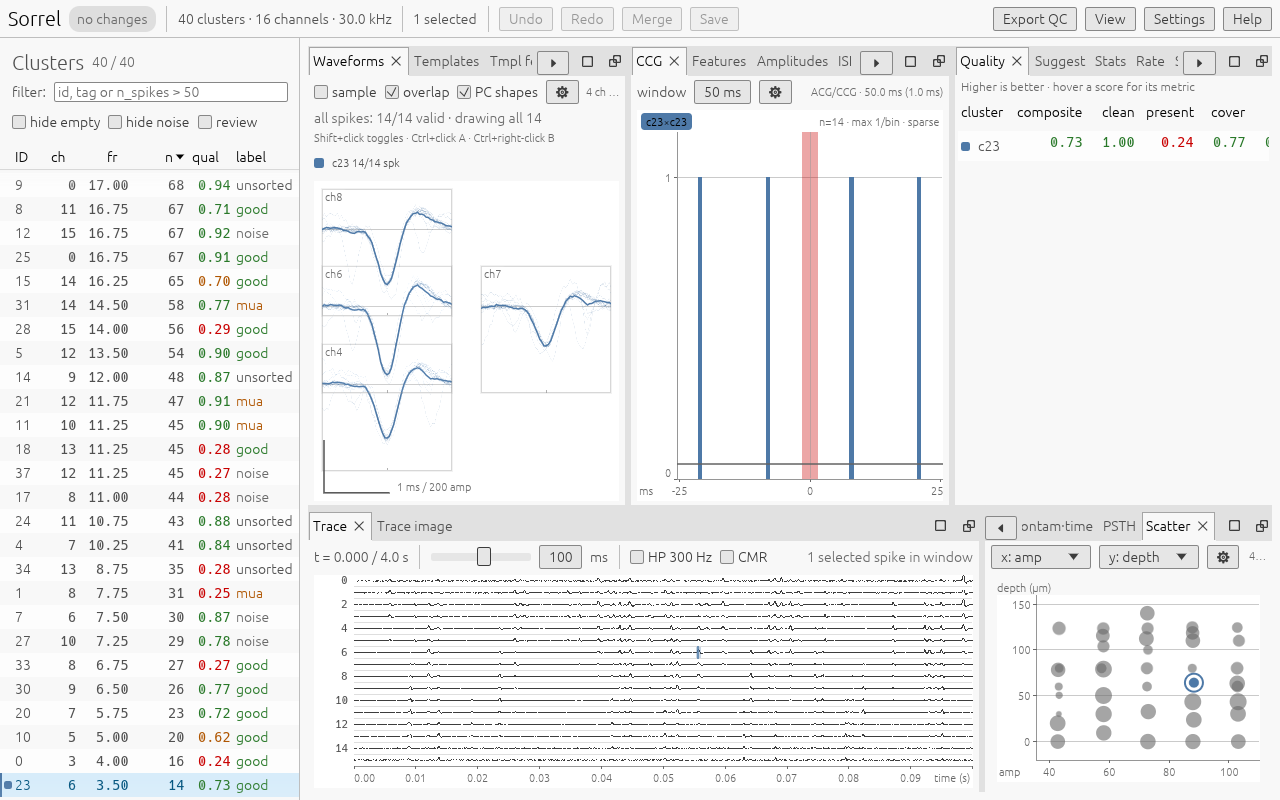 Sorrel no changes 40 clusters · 16 channels · 30.0 kHz 1 selected Undo Redo Merge Save Export QC View Settings Help
Clusters 40 / 40
filter: id, tag or n_spikes > 50
hide empty hide noise review
ID ch fr n qual label
9 0 17.00 68 0.94 unsorted
8 11 16.75 67 0.71 good
12 15 16.75 67 0.92 noise
25 0 16.75 67 0.91 good
15 14 16.25 65 0.70 good
31 14 14.50 58 0.77 mua
28 15 14.00 56 0.29 good
5 12 13.50 54 0.90 good
14 9 12.00 48 0.87 unsorted
21 12 11.75 47 0.91 mua
11 10 11.25 45 0.90 mua
18 13 11.25 45 0.28 good
37 12 11.25 45 0.27 noise
17 8 11.00 44 0.28 noise
24 11 10.75 43 0.88 unsorted
4 7 10.25 41 0.84 unsorted
34 13 8.75 35 0.28 unsorted
1 8 7.75 31 0.25 mua
7 6 7.50 30 0.87 noise
27 10 7.25 29 0.78 noise
33 8 6.75 27 0.27 good
30 9 6.50 26 0.77 good
20 7 5.75 23 0.72 good
10 5 5.00 20 0.62 good
0 3 4.00 16 0.24 good
23 6 3.50 14 0.73 good
Waveforms Templates Tmpl
sample overlap PC shapes 4 ch ...
all spikes: 14/14 valid · drawing all 14
Shift+click toggles · Ctrl+click A · Ctrl+right-click B
c23 14/14 spk
ch8
ch6
ch7
ch4
1 ms / 200 amp
CCG Features Amplitudes ISI
window 50 ms ACG/CCG · 50.0 ms (1.0 ms)
c23×c23 n=14 · max 1/bin · sparse
1
0
ms -25 0 25
Quality Suggest Stats Rate
Higher is better · hover a score for its metric
cluster composite clean present cover
c23 0.73 1.00 0.24 0.77
Trace Trace image
t = 0.000 / 4.0 s 100 ms HP 300 Hz CMR 1 selected spike in window
0
2
4
6
8
10
12
14
0.00 0.01 0.02 0.03 0.04 0.05 0.06 0.07 0.08 0.09 time (s)
ontam·time PSTH Scatter
x: amp y: depth 4...
depth (µm)
150
100
50
0
amp 40 60 80 100